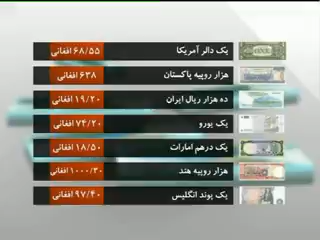 یک دالر آمریکا ۶۸/۵۵ افغانی
هزار روپیه پاکستان ۶۳۸ افغانی
ده هزار ریال ایران ۱۹/۲۰ افغانی
یک یورو ۷۴/۲۰ افغانی
یک درهم امارات ۱۸/۵۰ افغانی
هزار روپیه هند ۱۰۰۰/۳۰ افغانی
یک پوند انگلیس ۹۷/۴۰ افغانی